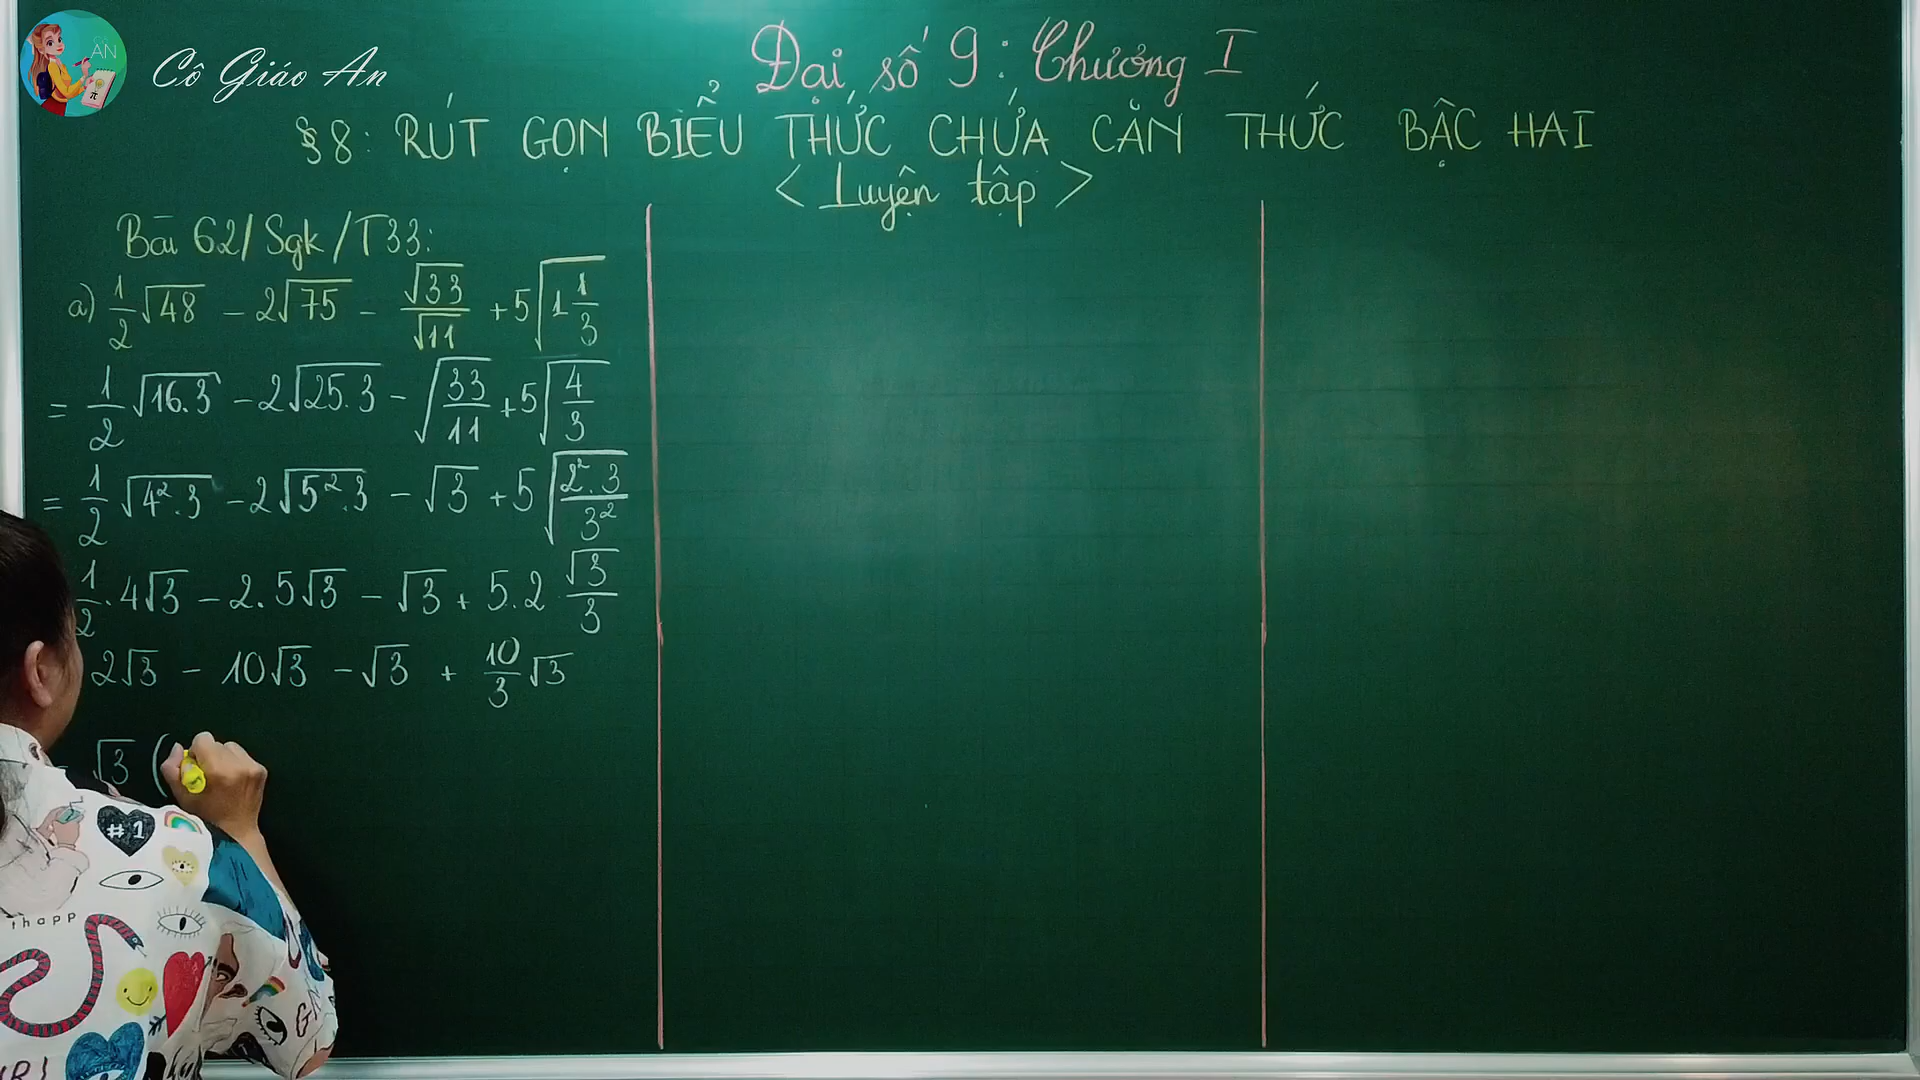 AN
Cô Giáo An
Đại số 9: Chương I
§8: RÚT GỌN BIỂU THỨC CHỨA CĂN THỨC BẬC HAI
< Luyện tập >
Bài 62/ Sgk /T33:
a) 1/2 √48 - 2√75 - √33/√11 + 5√(1 1/3)
= 1/2 √16.3 - 2√25.3 - √(33/11) + 5√(4/3)
= 1/2 √4².3 - 2√5².3 - √3 + 5√(2².3/3²)
1/2 . 4√3 - 2.5√3 - √3 + 5.2 √3/3
2√3 - 10√3 - √3 + 10/3 √3
√3 (
#1
thapp